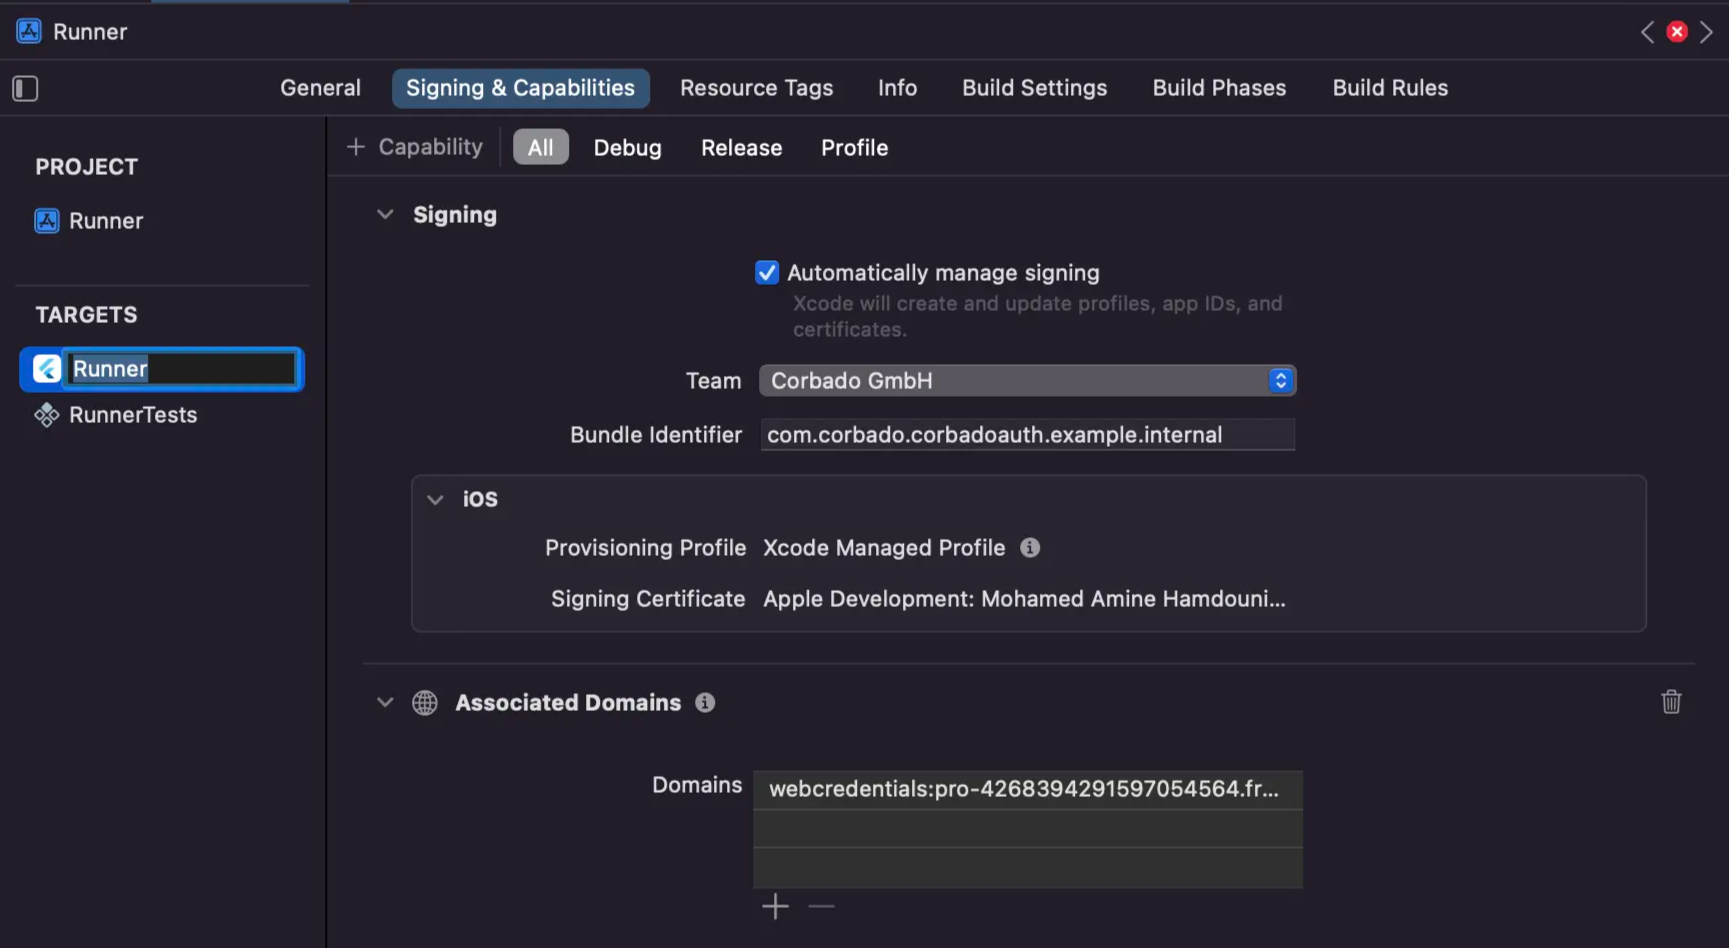 Runner
General Signing & Capabilities Resource Tags Info Build Settings Build Phases Build Rules
PROJECT
Runner
TARGETS
Runner
RunnerTests
+ Capability All Debug Release Profile
Signing
Automatically manage signing
Xcode will create and update profiles, app IDs, and
certificates.
Team Corbado GmbH
Bundle Identifier com.corbado.corbadoauth.example.internal
iOS
Provisioning Profile Xcode Managed Profile
Signing Certificate Apple Development: Mohamed Amine Hamdouni...
Associated Domains
Domains webcredentials:pro-4268394291597054564.fr...